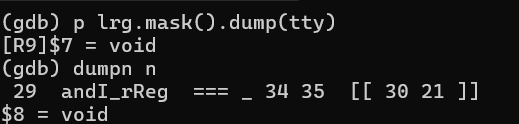 (gdb) p lrg.mask().dump(tty)
[R9]$7 = void
(gdb) dumpn n
 29  andI_rReg  === _ 34 35  [[ 30 21 ]]
$8 = void